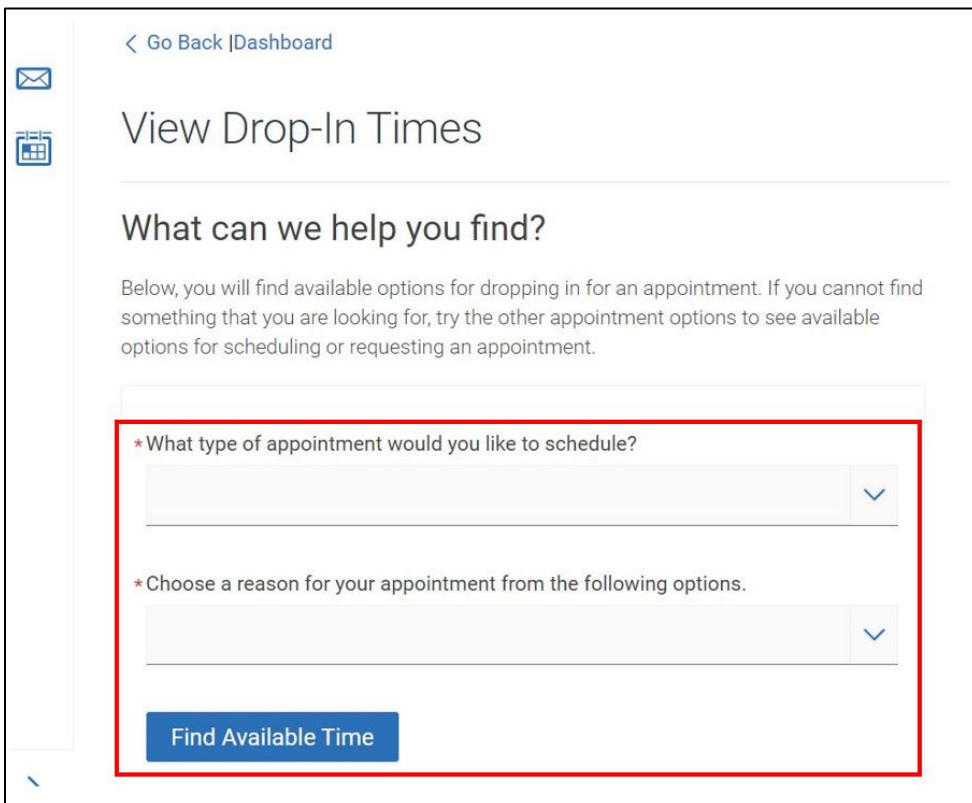 Go Back |Dashboard
View Drop-In Times
What can we help you find?
Below, you will find available options for dropping in for an appointment. If you cannot find
something that you are looking for, try the other appointment options to see available
options for scheduling or requesting an appointment.
*What type of appointment would you like to schedule?
*Choose a reason for your appointment from the following options.
Find Available Time